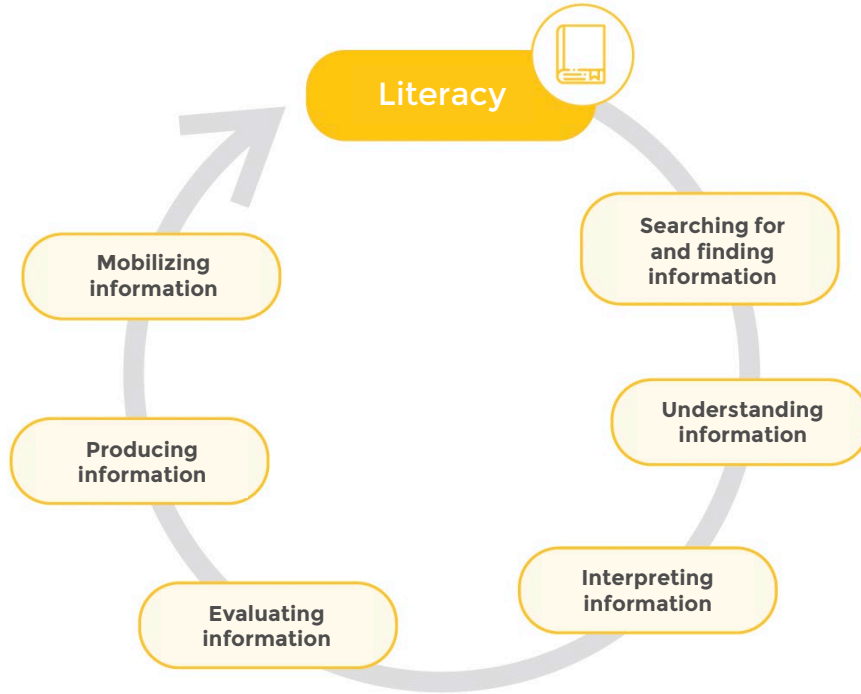 Literacy
Searching for
and finding
information
Understanding
information
Interpreting
information
Evaluating
information
Producing
information
Mobilizing
information